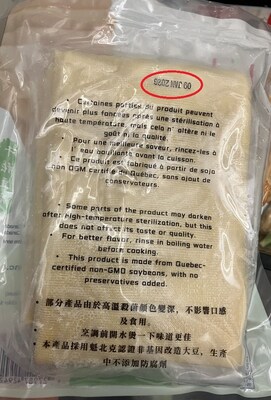 • Certaines parties du produit peuvent
devenir plus foncées après une stérilisation à
haute température, mais cela n'altère ni le
goût ni la qualité.
• Pour une meilleure saveur, rincez-les à
l'eau bouillante avant la cuisson.
• Ce produit est fabriqué à partir de soja
non OGM certifié du Québec, sans ajout de
conservateurs.
• Some parts of the product may darken
after high-temperature sterilization, but this
does not affect its taste or quality.
• For better flavor, rinse in boiling water
before cooking.
• This product is made from Quebec-
certified non-GMO soybeans, with no
preservatives added.
• 部分產品由於高溫殺菌顏色變深，不影響口感
及食用。
烹調前開水燙一下味道更佳
• 本產品採用魁北克認證非基因改造大豆，生產
中不添加防腐劑